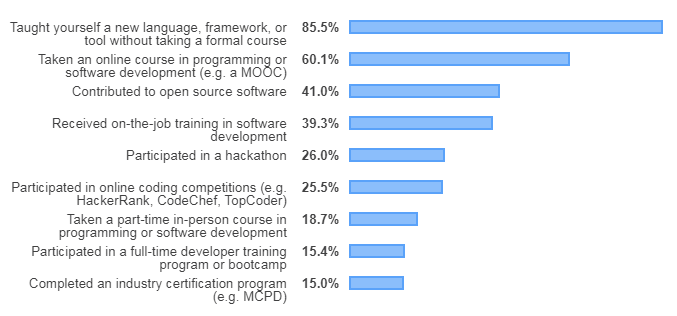 Taught yourself a new language, framework, or 85.5%
tool without taking a formal course
Taken an online course in programming or 60.1%
software development (e.g. a MOOC)
Contributed to open source software 41.0%
Received on-the-job training in software 39.3%
development
Participated in a hackathon 26.0%
Participated in online coding competitions (e.g. 25.5%
HackerRank, CodeChef, TopCoder)
Taken a part-time in-person course in 18.7%
programming or software development
Participated in a full-time developer training 15.4%
program or bootcamp
Completed an industry certification program 15.0%
(e.g. MCPD)